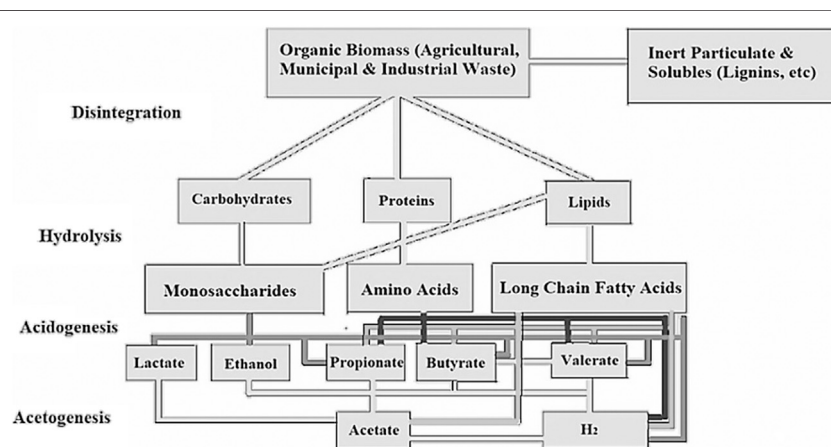 Organic Biomass (Agricultural,
Municipal & Industrial Waste)
Inert Particulate &
Solubles (Lignins, etc)
Disintegration
Carbohydrates
Proteins
Lipids
Hydrolysis
Monosaccharides
Amino Acids
Long Chain Fatty Acids
Acidogenesis
Lactate
Ethanol
Propionate
Butyrate
Valerate
Acetogenesis
Acetate
H2